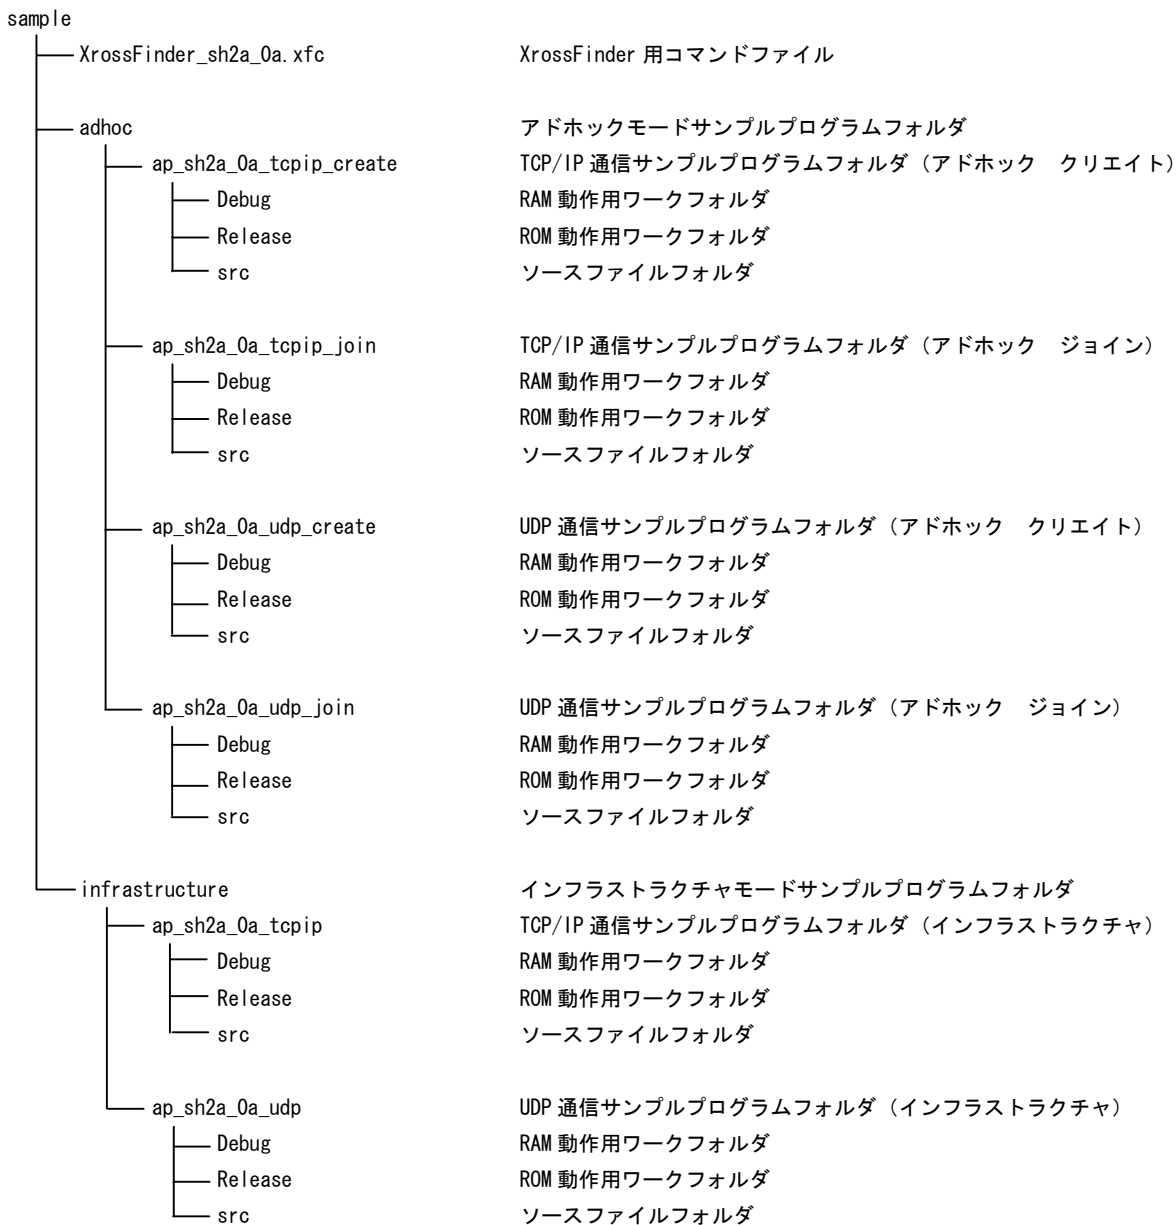 sample
XrossFinder_sh2a_0a.xfc XrossFinder 用コマンドファイル
adhoc アドホックモードサンプルプログラムフォルダ
ap_sh2a_0a_tcpip_create TCP/IP 通信サンプルプログラムフォルダ（アドホック　クリエイト）
Debug RAM 動作用ワークフォルダ
Release ROM 動作用ワークフォルダ
src ソースファイルフォルダ
ap_sh2a_0a_tcpip_join TCP/IP 通信サンプルプログラムフォルダ（アドホック　ジョイン）
Debug RAM 動作用ワークフォルダ
Release ROM 動作用ワークフォルダ
src ソースファイルフォルダ
ap_sh2a_0a_udp_create UDP 通信サンプルプログラムフォルダ（アドホック　クリエイト）
Debug RAM 動作用ワークフォルダ
Release ROM 動作用ワークフォルダ
src ソースファイルフォルダ
ap_sh2a_0a_udp_join UDP 通信サンプルプログラムフォルダ（アドホック　ジョイン）
Debug RAM 動作用ワークフォルダ
Release ROM 動作用ワークフォルダ
src ソースファイルフォルダ
infrastructure インフラストラクチャモードサンプルプログラムフォルダ
ap_sh2a_0a_tcpip TCP/IP 通信サンプルプログラムフォルダ（インフラストラクチャ）
Debug RAM 動作用ワークフォルダ
Release ROM 動作用ワークフォルダ
src ソースファイルフォルダ
ap_sh2a_0a_udp UDP 通信サンプルプログラムフォルダ（インフラストラクチャ）
Debug RAM 動作用ワークフォルダ
Release ROM 動作用ワークフォルダ
src ソースファイルフォルダ